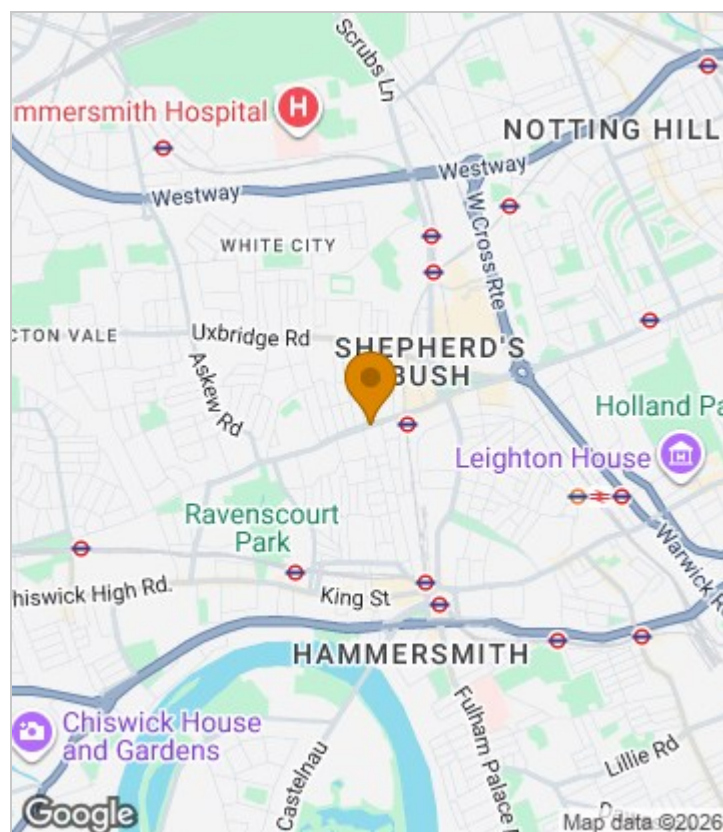 Scrubs Ln
mmersmith Hospital
H
NOTTING HILL
Westway
Westway
W Cross Rte
WHITE CITY
CTON VALE
Uxbridge Rd
SHEPHERD'S
BUSH
Askew Rd
Holland Pa
Leighton House
Ravenscourt
Park
Warwick R
hiswick High Rd.
King St
HAMMERSMITH
Chiswick House
and Gardens
Fulham Palace
Lillie Rd
Castelnau
Google
Map data ©2026